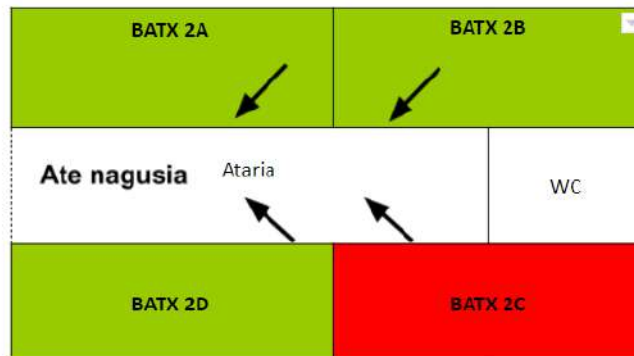 BATX 2A
BATX 2B
Ate nagusia
Ataria
WC
BATX 2D
BATX 2C